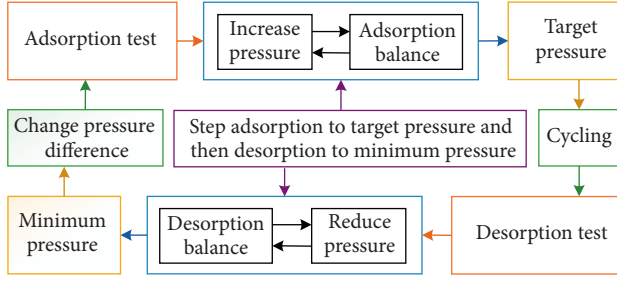 Adsorption test
Increase
pressure
Adsorption
balance
Target
pressure
Change pressure
difference
Step adsorption to target pressure and
then desorption to minimum pressure
Cycling
Minimum
pressure
Desorption
balance
Reduce
pressure
Desorption test